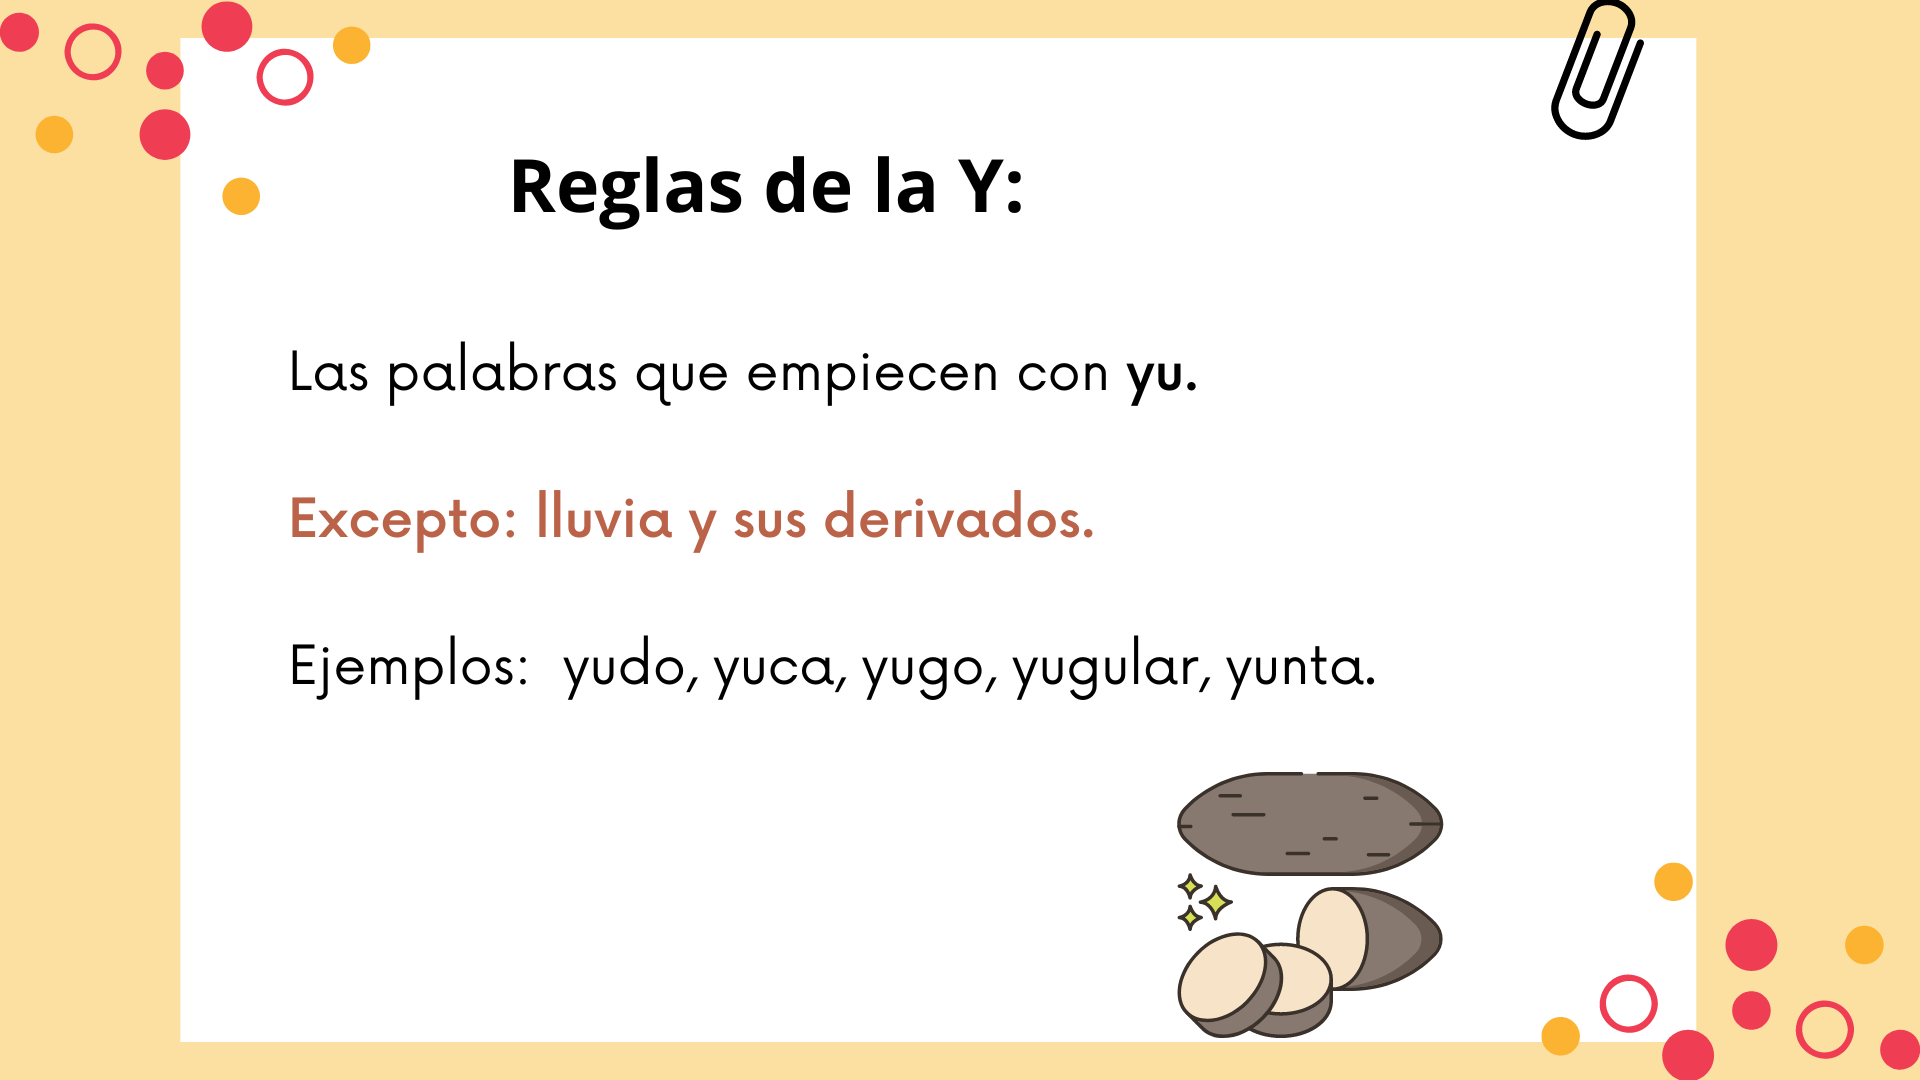 Reglas de la Y:
Las palabras que empiecen con yu.
Excepto: lluvia y sus derivados.
Ejemplos: yudo, yuca, yugo, yugular, yunta.